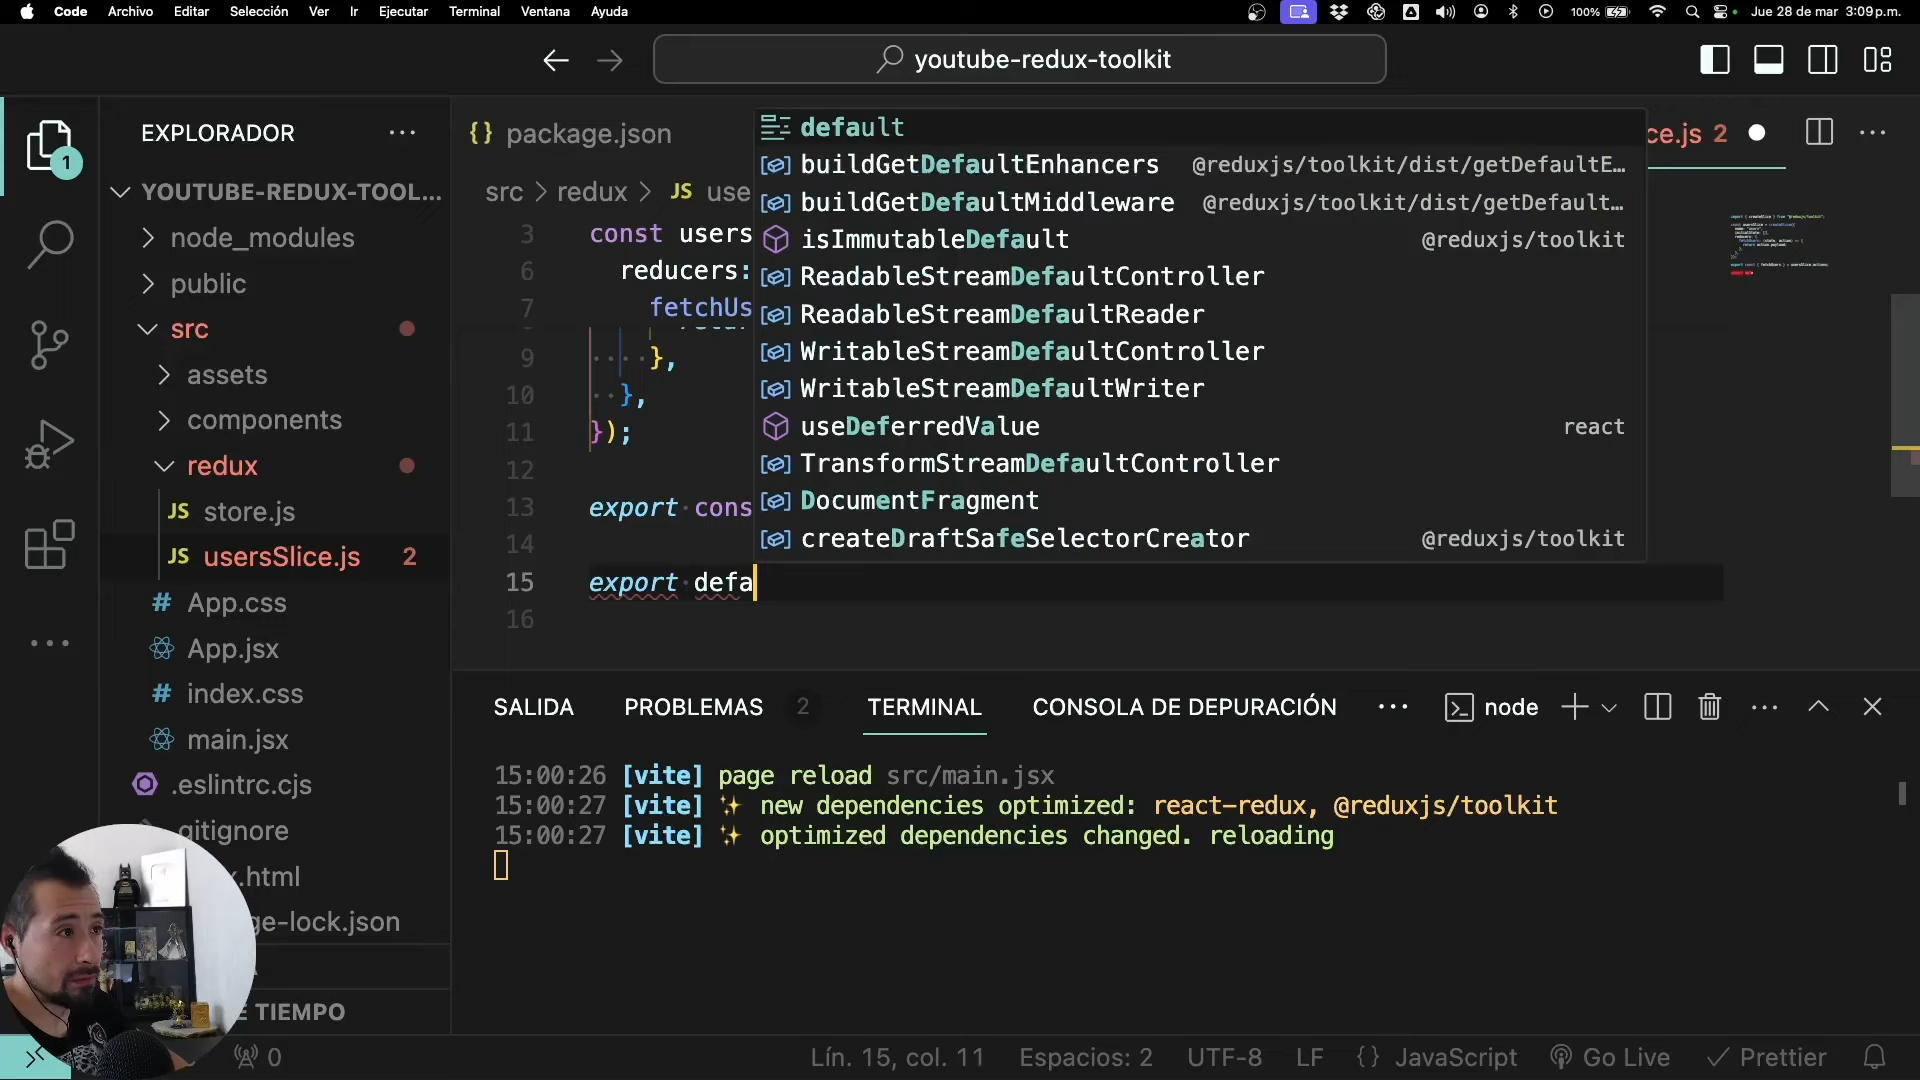 Code Archivo Editar Selección Ver Ir Ejecutar Terminal Ventana Ayuda 100% Jue 28 de mar 3:09 p.m.
youtube-redux-toolkit
EXPLORADOR
1
YOUTUBE-REDUX-TOOL...
node_modules
public
src
assets
components
redux
JS store.js
JS usersSlice.js 2
# App.css
App.jsx
# index.css
main.jsx
.eslintrc.cjs
.gitignore
.html
ge-lock.json
TIEMPO
{} package.json
ce.js 2
src > redux > JS use
3 const users
6 reducers:
7 fetchUs
9 },
10 },
11 });
12
13 export cons
14
15 export defa
16
default
buildGetDefaultEnhancers @reduxjs/toolkit/dist/getDefaultE…
buildGetDefaultMiddleware @reduxjs/toolkit/dist/getDefault…
isImmutableDefault @reduxjs/toolkit
ReadableStreamDefaultController
ReadableStreamDefaultReader
WritableStreamDefaultController
WritableStreamDefaultWriter
useDeferredValue react
TransformStreamDefaultController
DocumentFragment
createDraftSafeSelectorCreator @reduxjs/toolkit
SALIDA PROBLEMAS 2 TERMINAL CONSOLA DE DEPURACIÓN ... node
15:00:26 [vite] page reload src/main.jsx
15:00:27 [vite] ✨ new dependencies optimized: react-redux, @reduxjs/toolkit
15:00:27 [vite] ✨ optimized dependencies changed. reloading
0 Lín. 15, col. 11 Espacios: 2 UTF-8 LF {} JavaScript Go Live Prettier